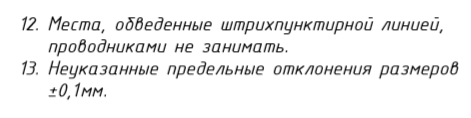 12. Места, обведенные штрихпунктирной линией,
проводниками не занимать.
13. Неуказанные предельные отклонения размеров
±0,1мм.